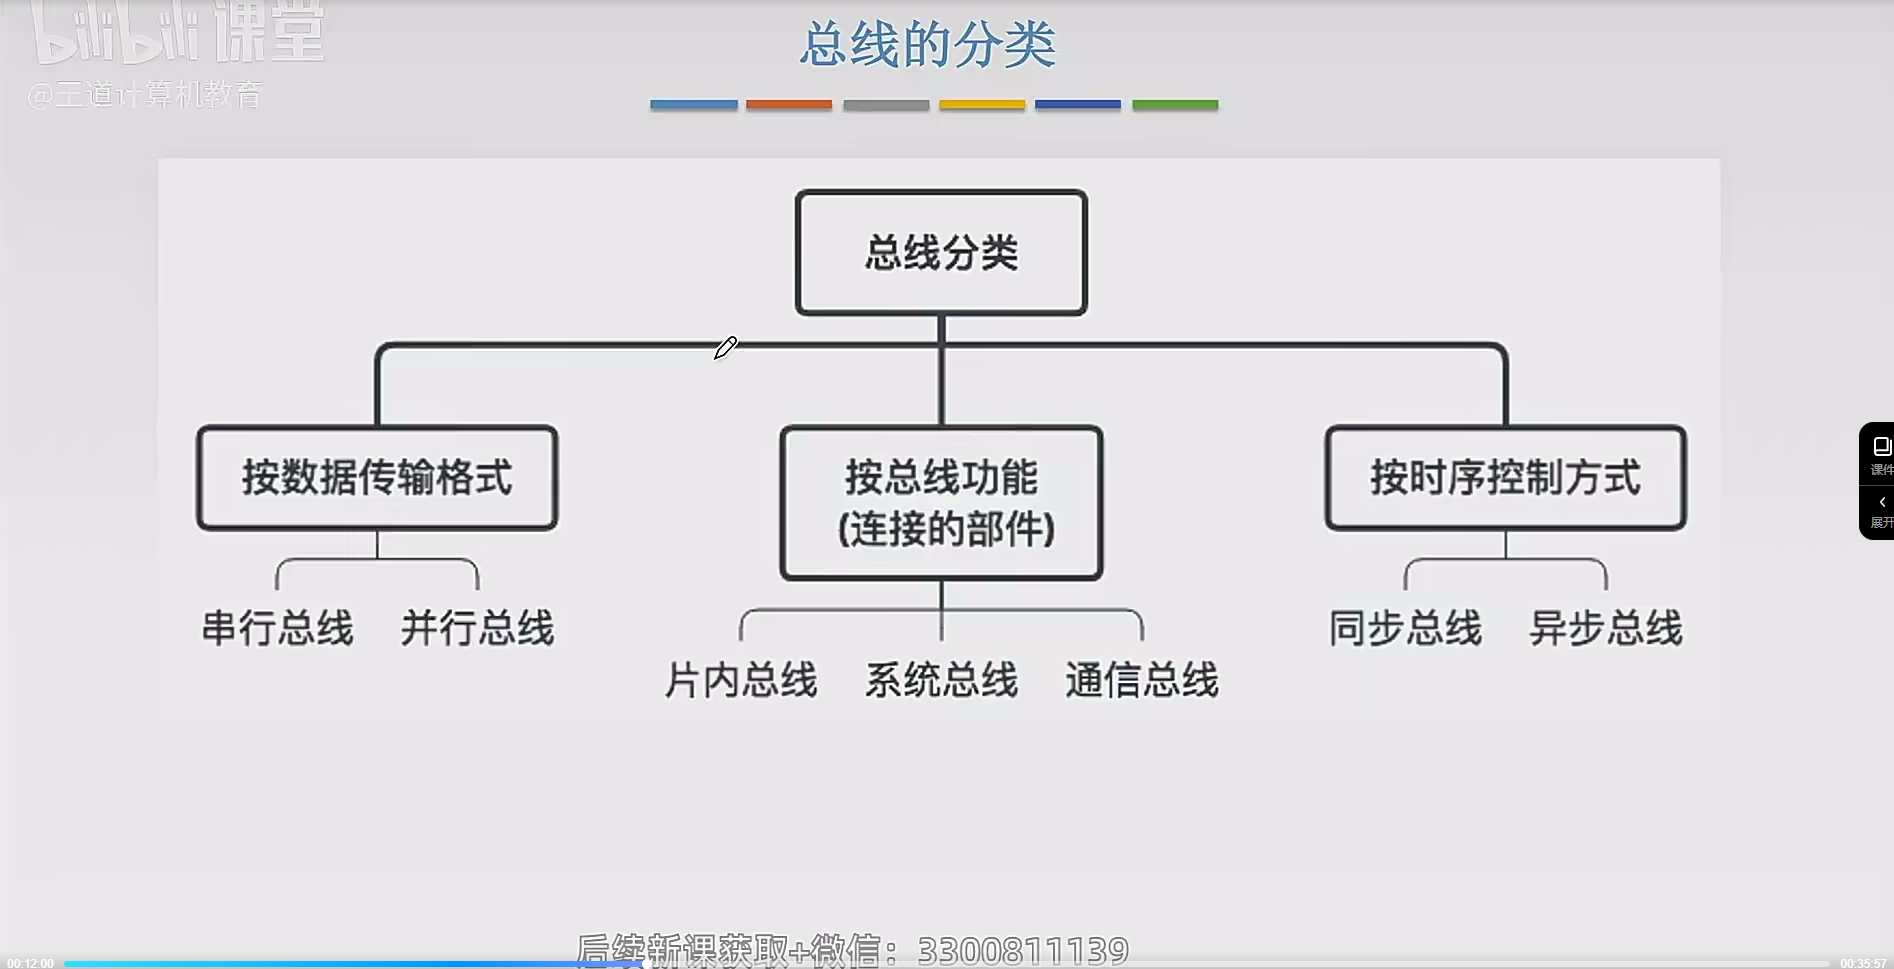 bilibili课堂
@王道计算机教育
总线的分类
总线分类
按数据传输格式
按总线功能
(连接的部件)
按时序控制方式
串行总线 并行总线
片内总线 系统总线 通信总线
同步总线 异步总线
课件
展开
后续新课获取+微信：3300811139
00:12:00
00:35:57